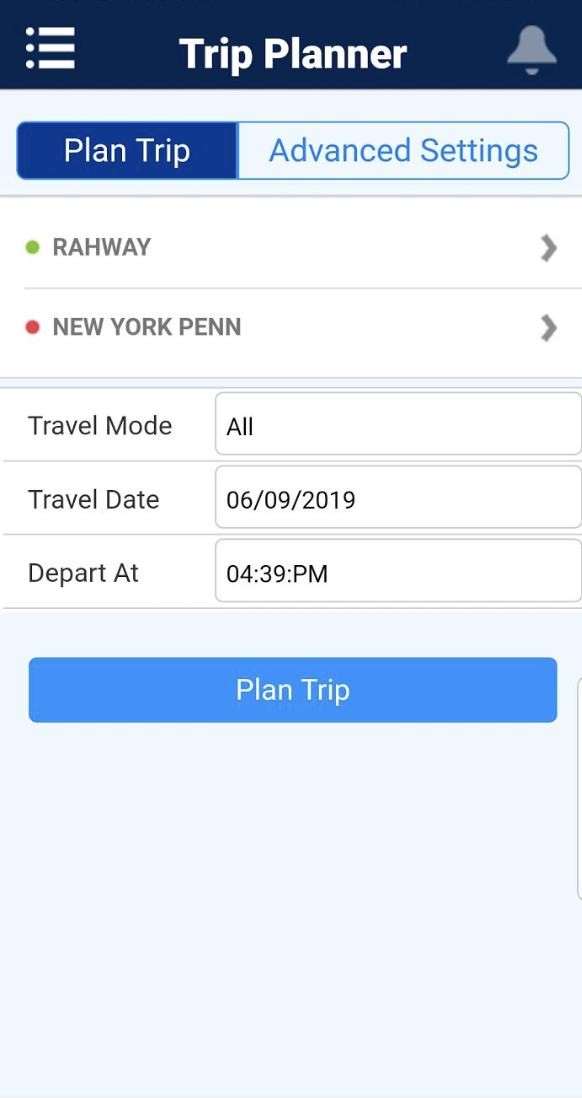 Trip Planner
Plan Trip Advanced Settings
RAHWAY
NEW YORK PENN
Travel Mode All
Travel Date 06/09/2019
Depart At 04:39:PM
Plan Trip